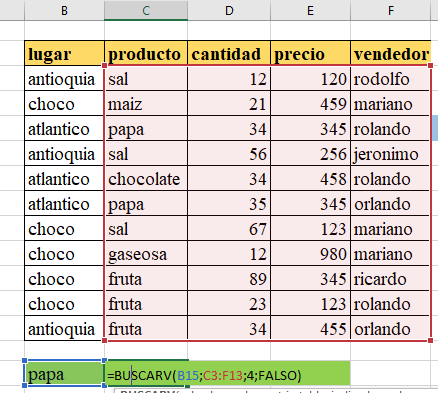 B C D E F
lugar producto cantidad precio vendedor
antioquia sal 12 120 rodolfo
choco maiz 21 459 mariano
atlantico papa 34 345 rolando
antioquia sal 56 256 jeronimo
atlantico chocolate 34 458 rolando
atlantico papa 35 345 orlando
choco sal 67 123 mariano
choco gaseosa 12 980 mariano
choco fruta 89 345 ricardo
choco fruta 23 123 rolando
antioquia fruta 34 455 orlando
papa =BUSCARV(B15;C3:F13;4;FALSO)